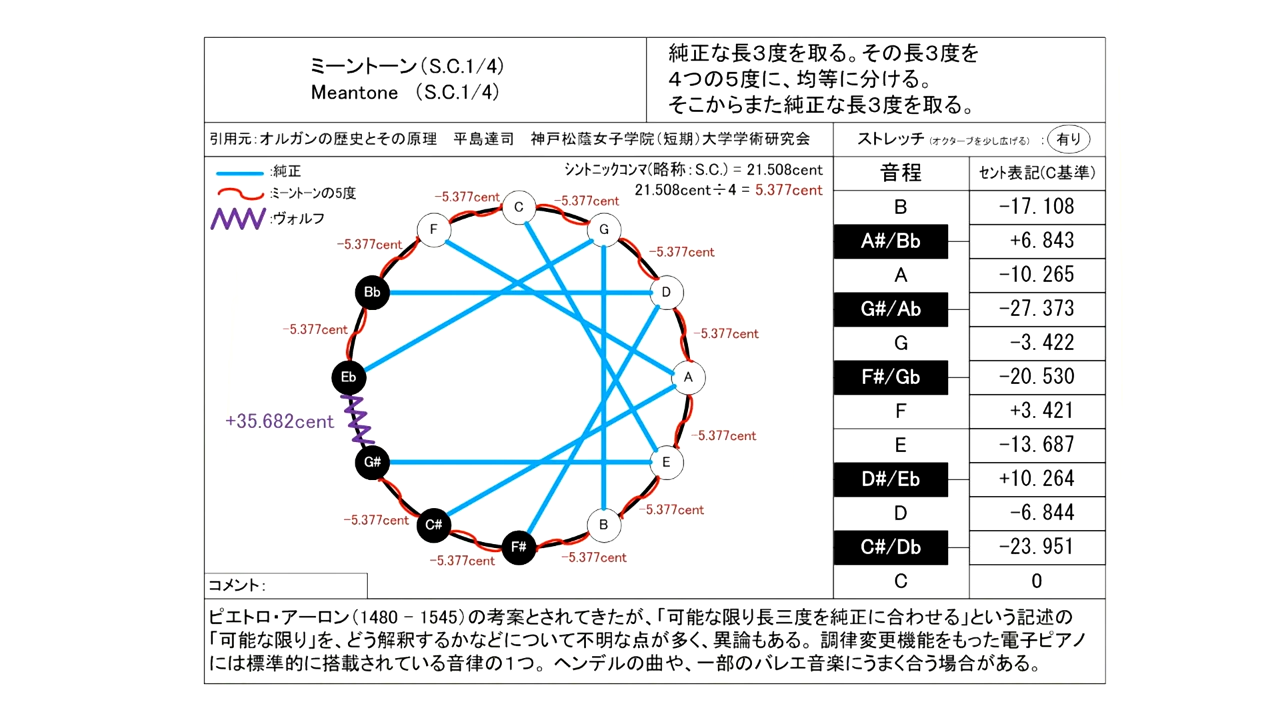 ミーントーン（S.C.1/4）
Meantone （S.C.1/4）
純正な長３度を取る。その長３度を
４つの５度に、均等に分ける。
そこからまた純正な長３度を取る。
引用元：オルガンの歴史とその原理　平島達司　神戸松蔭女子学院（短期）大学学術研究会
ストレッチ（オクターブを少し広げる）：有り
:純正
:ミーントーンの5度
:ヴォルフ
シントニックコンマ（略称：S.C.）= 21.508cent
21.508cent÷4 = 5.377cent
-5.377cent
-5.377cent
C
F
G
-5.377cent
-5.377cent
Bb
D
-5.377cent
-5.377cent
Eb
A
+35.682cent
-5.377cent
G#
E
-5.377cent
-5.377cent
C#
B
F#
-5.377cent
-5.377cent
音程
セント表記（C基準）
B
-17.108
A#/Bb
+6.843
A
-10.265
G#/Ab
-27.373
G
-3.422
F#/Gb
-20.530
F
+3.421
E
-13.687
D#/Eb
+10.264
D
-6.844
C#/Db
-23.951
C
0
コメント：
ピエトロ・アーロン（1480 - 1545）の考案とされてきたが、「可能な限り長三度を純正に合わせる」という記述の
「可能な限り」を、どう解釈するかなどについて不明な点が多く、異論もある。調律変更機能をもった電子ピアノ
には標準的に搭載されている音律の１つ。ヘンデルの曲や、一部のバレエ音楽にうまく合う場合がある。